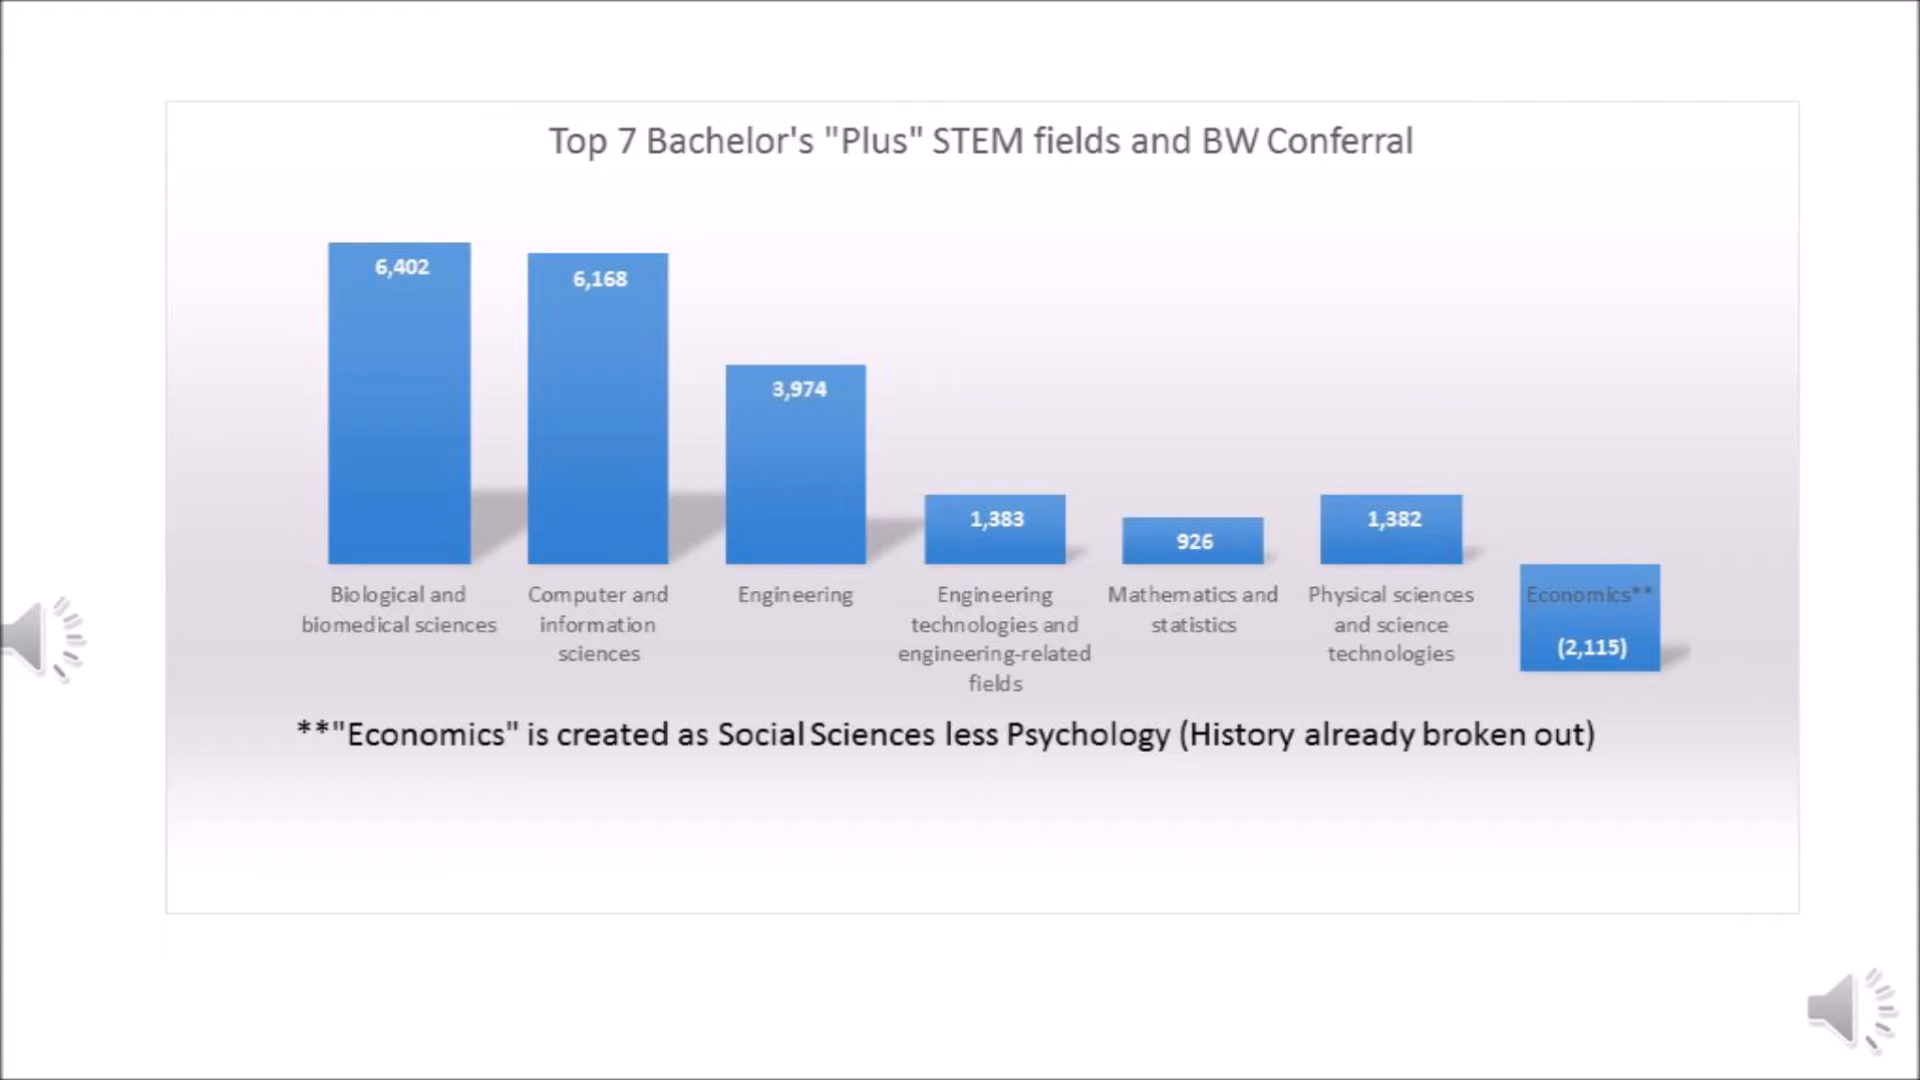 Top 7 Bachelor's "Plus" STEM fields and BW Conferral
6,402
6,168
3,974
1,383
926
1,382
(2,115)
Biological and
biomedical sciences
Computer and
information
sciences
Engineering
Engineering
technologies and
engineering-related
fields
Mathematics and
statistics
Physical sciences
and science
technologies
Economics**
**"Economics" is created as Social Sciences less Psychology (History already broken out)